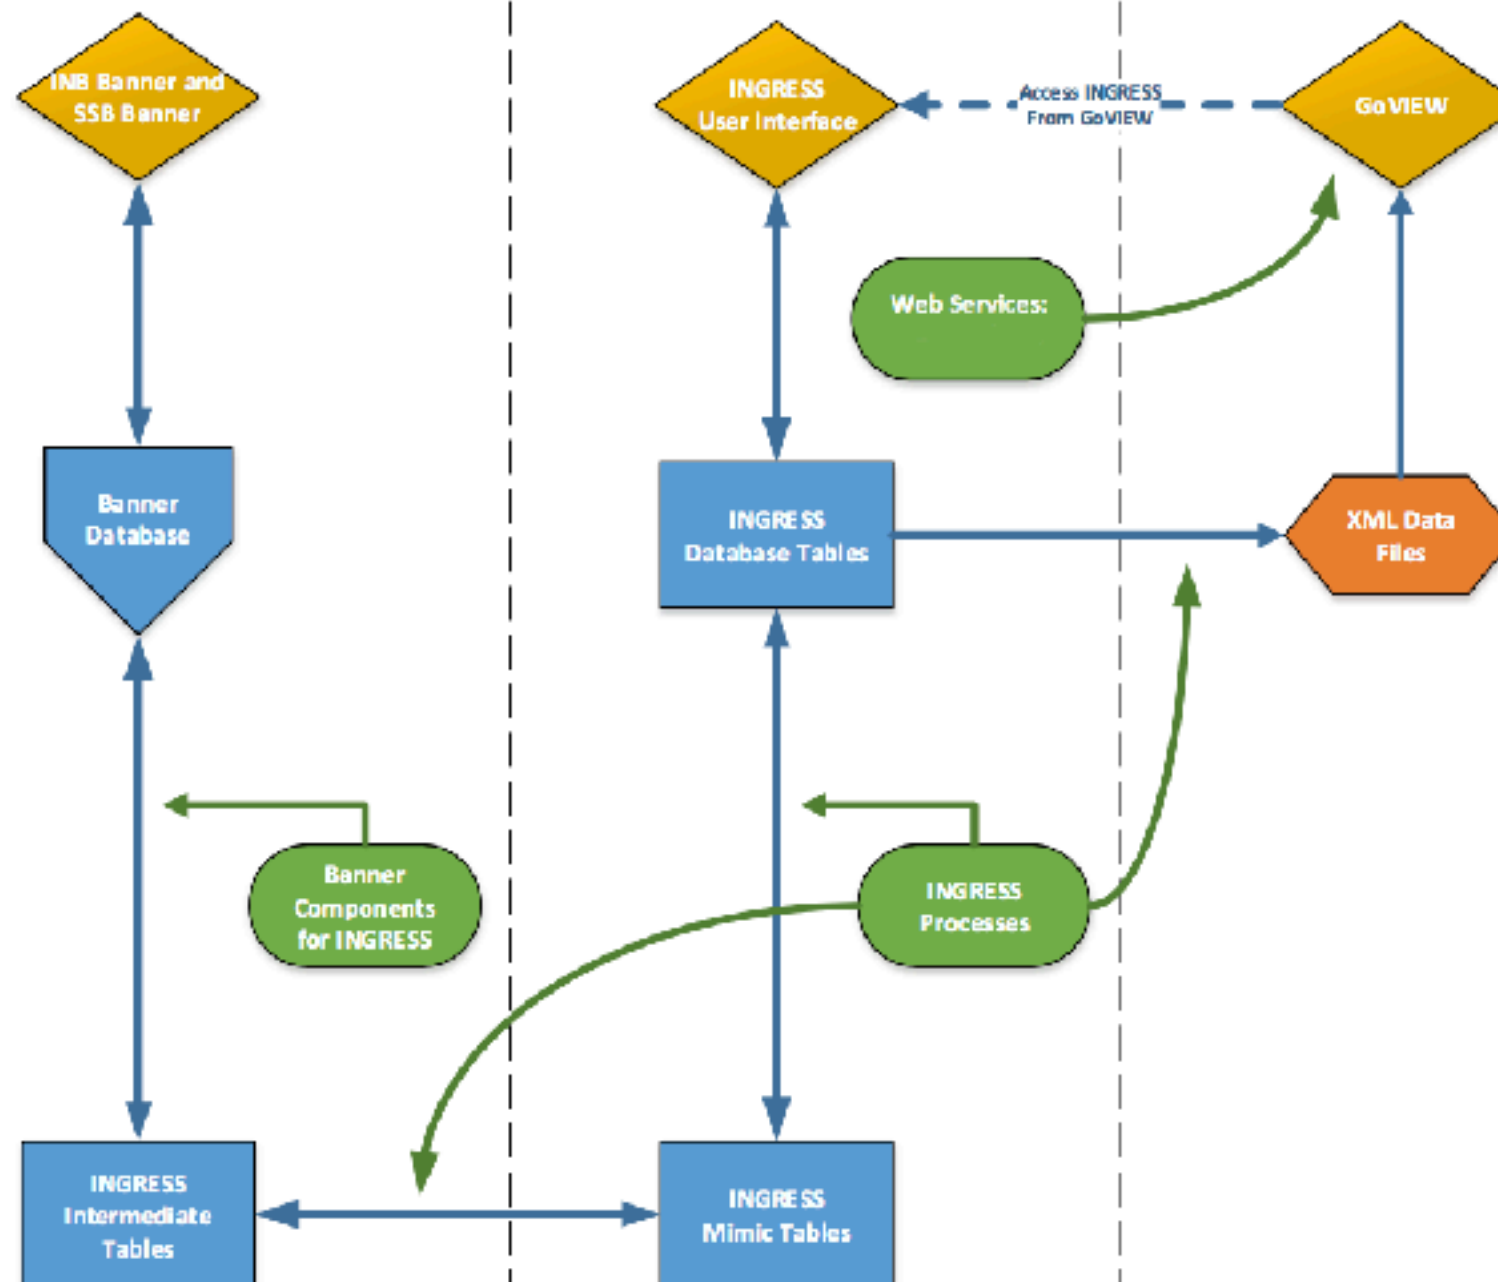 INB Banner and
SSB Banner
INGRESS
User Interface
Access INGRESS
From GoVIEW
GoVIEW
Web Services:
Banner
Database
INGRESS
Database Tables
XML Data
Files
Banner
Components
for INGRESS
INGRESS
Processes
INGRESS
Intermediate
Tables
INGRESS
Mimic Tables